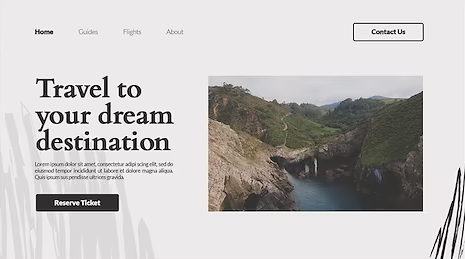 Home
Guides
Flights
About
Contact Us
Travel to
your dream
destination
Lorem ipsum dolor sit amet, consectetur adipi scing elit, sed do
eiusmod tempor incididunt ut labore et dolore magna aliqua.
Quis ipsum sus pendisse ultrices gravida.
Reserve Ticket